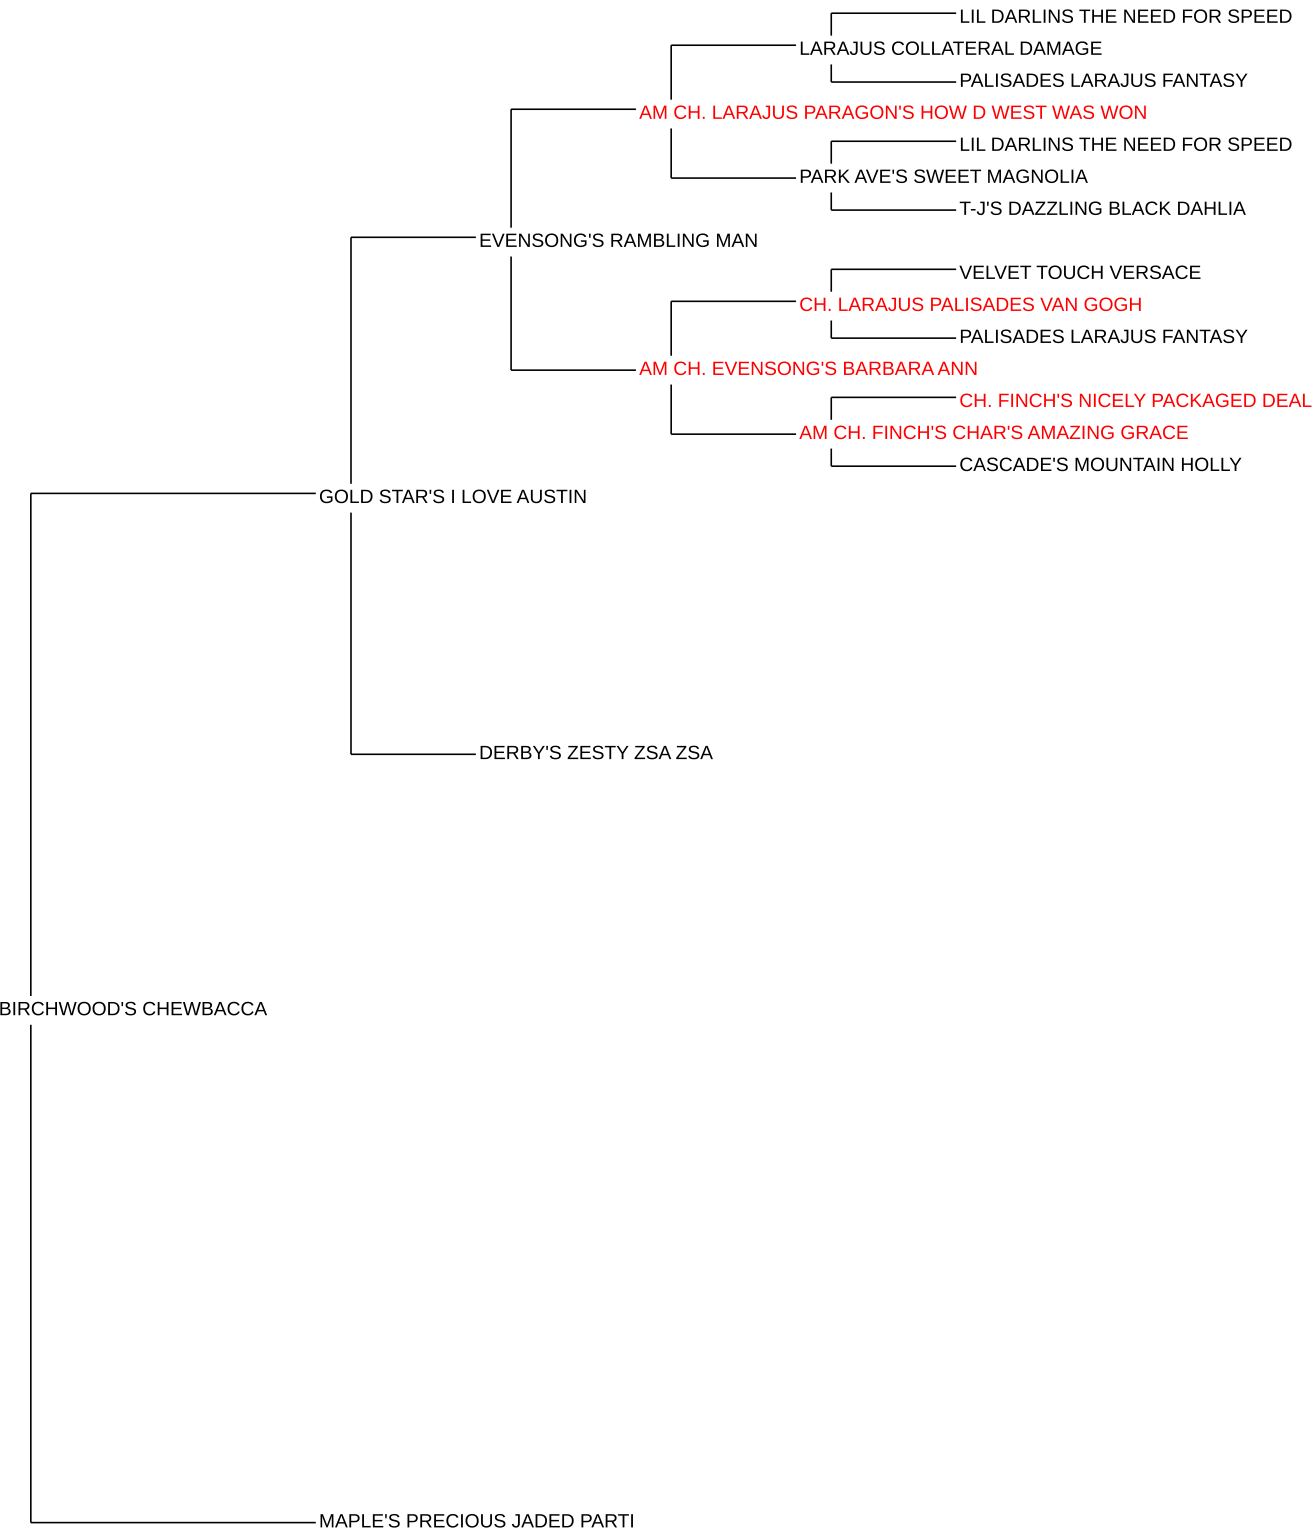 LIL DARLINS THE NEED FOR SPEED
LARAJUS COLLATERAL DAMAGE
PALISADES LARAJUS FANTASY
AM CH. LARAJUS PARAGON'S HOW D WEST WAS WON
LIL DARLINS THE NEED FOR SPEED
PARK AVE'S SWEET MAGNOLIA
T-J'S DAZZLING BLACK DAHLIA
EVENSONG'S RAMBLING MAN
VELVET TOUCH VERSACE
CH. LARAJUS PALISADES VAN GOGH
PALISADES LARAJUS FANTASY
AM CH. EVENSONG'S BARBARA ANN
CH. FINCH'S NICELY PACKAGED DEAL
AM CH. FINCH'S CHAR'S AMAZING GRACE
CASCADE'S MOUNTAIN HOLLY
GOLD STAR'S I LOVE AUSTIN
DERBY'S ZESTY ZSA ZSA
BIRCHWOOD'S CHEWBACCA
MAPLE'S PRECIOUS JADED PARTI